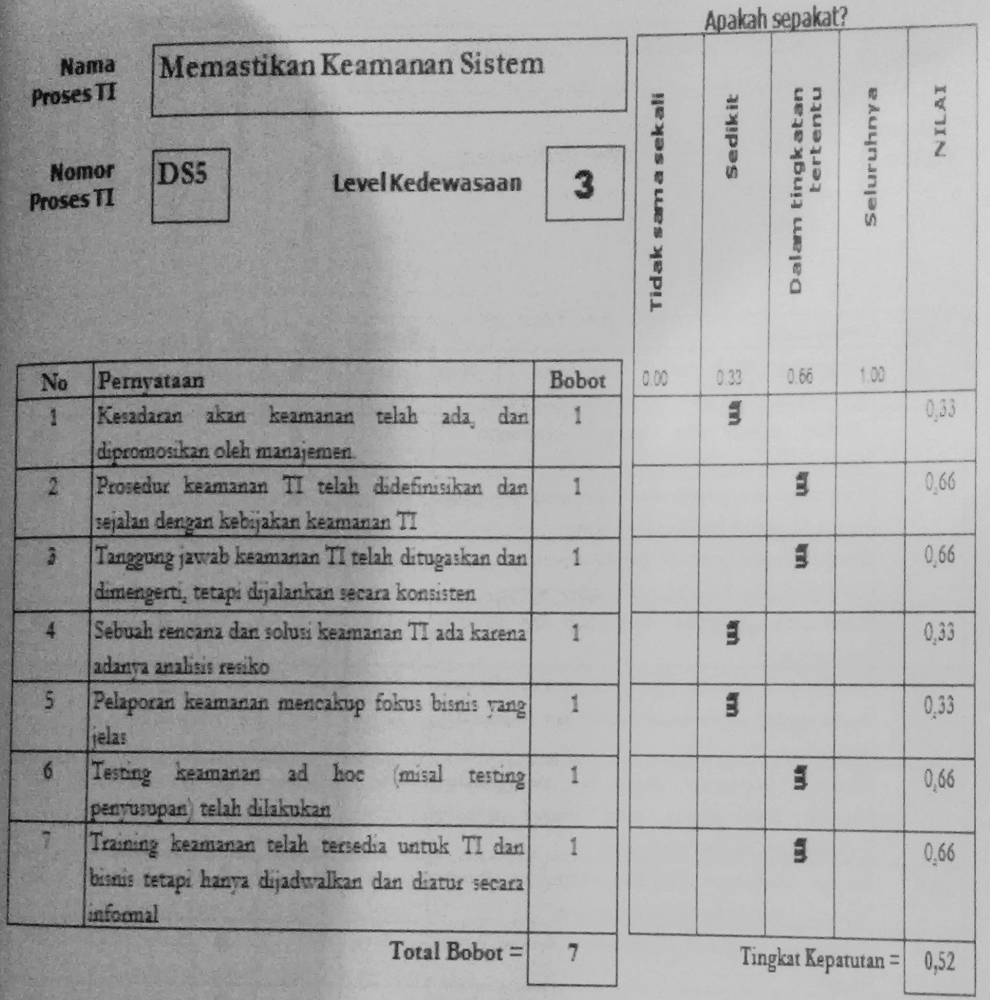 Apakah sepakat?
Nama
Proses TI
Memastikan Keamanan Sistem
Nomor
Proses TI
DS5
Level Kedewasaan
3
Tidak sama sekali
Sedikit
Dalam tingkatan
tertentu
Seluruhnya
NILAI
No Pernyataan Bobot 0.00 0.33 0.66 1.00
1 Kesadaran akan keamanan telah ada, dan 1 0,33
dipromosikan oleh manajemen.
2 Prosedur keamanan TI telah didefinisikan dan 1 0,66
sejalan dengan kebijakan keamanan TI
3 Tanggung jawab keamanan TI telah ditugaskan dan 1 0,66
dimengerti, tetapi dijalankan secara konsisten
4 Sebuah rencana dan solusi keamanan TI ada karena 1 0,33
adanya analisis resiko
5 Pelaporan keamanan mencakup fokus bisnis yang 1 0,33
jelas
6 Testing keamanan ad hoc (misal testing 1 0,66
penyusupan) telah dilakukan
7 Training keamanan telah tersedia untuk TI dan 1 0,66
bisnis tetapi hanya dijadwalkan dan diatur secara
informal
Total Bobot = 7 Tingkat Kepatutan = 0,52